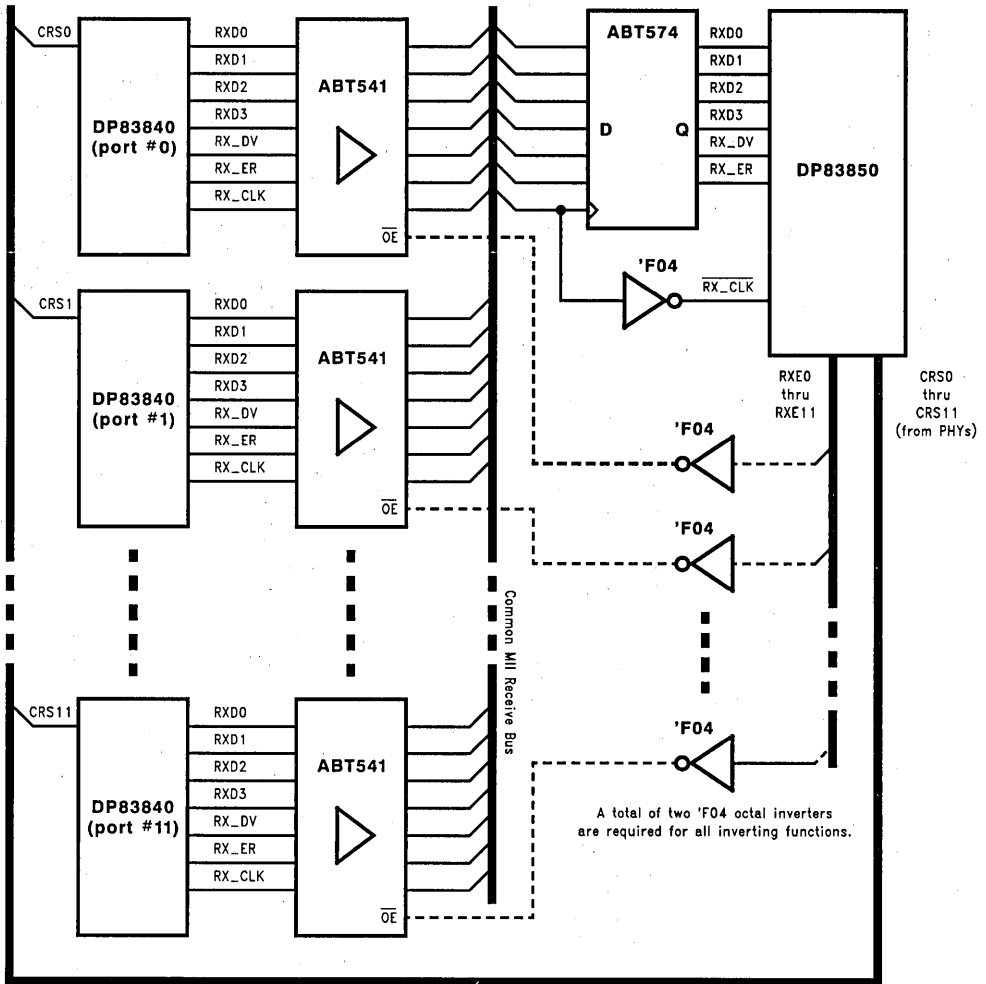 CRS0
DP83840
(port #0)
RXD0
RXD1
RXD2
RXD3
RX_DV
RX_ER
RX_CLK
ABT541
OE
ABT574
D
Q
RXD0
RXD1
RXD2
RXD3
RX_DV
RX_ER
DP83850
'F04
RX_CLK
CRS1
DP83840
(port #1)
RXD0
RXD1
RXD2
RXD3
RX_DV
RX_ER
RX_CLK
ABT541
OE
RXE0
thru
RXE11
CRS0
thru
CRS11
(from PHYs)
'F04
'F04
Common MII Receive Bus
CRS11
DP83840
(port #11)
RXD0
RXD1
RXD2
RXD3
RX_DV
RX_ER
RX_CLK
ABT541
OE
'F04
A total of two 'F04 octal inverters
are required for all inverting functions.